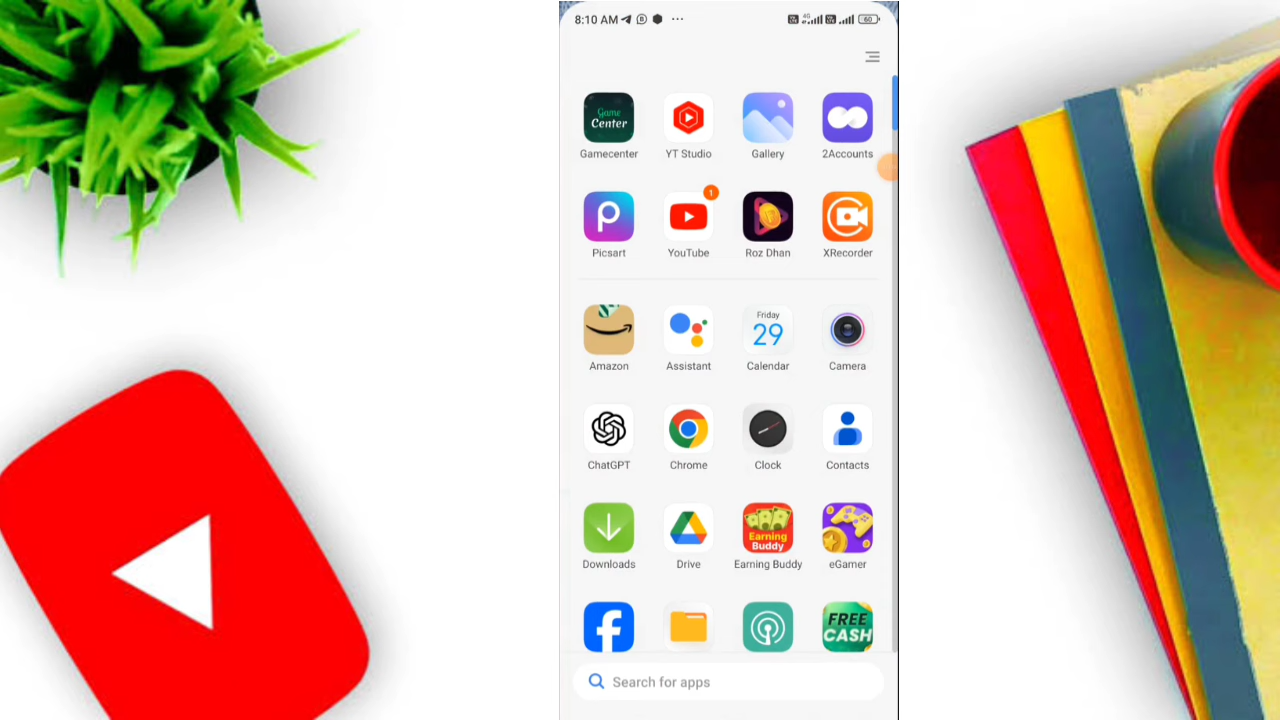 8:10 AM
4G
60
Game
Center
Gamecenter
YT Studio
Gallery
2Accounts
1
Picsart
YouTube
Roz Dhan
XRecorder
Friday
29
Amazon
Assistant
Calendar
Camera
ChatGPT
Chrome
Clock
Contacts
Earning
Buddy
Downloads
Drive
Earning Buddy
eGamer
FREE
CASH
Search for apps